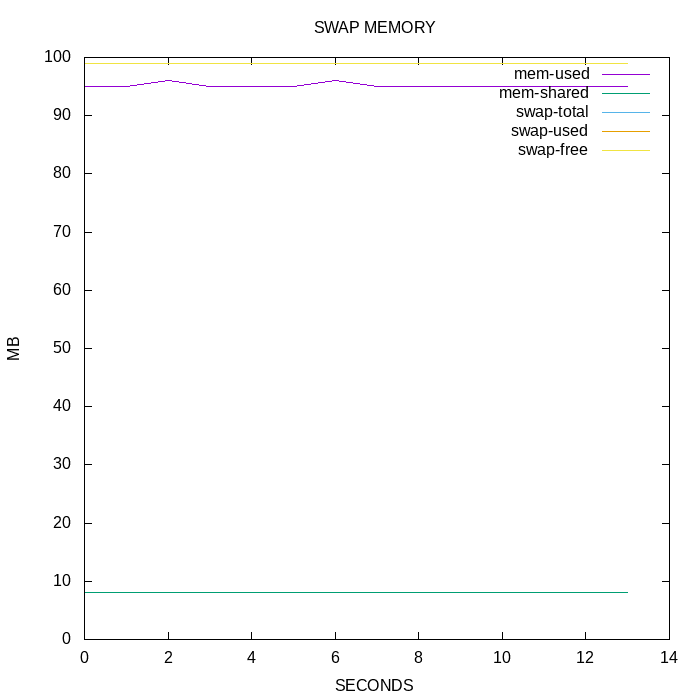 SWAP MEMORY
100
90
80
70
60
50
40
30
20
10
0
MB
mem-used
mem-shared
swap-total
swap-used
swap-free
0 2 4 6 8 10 12 14
SECONDS